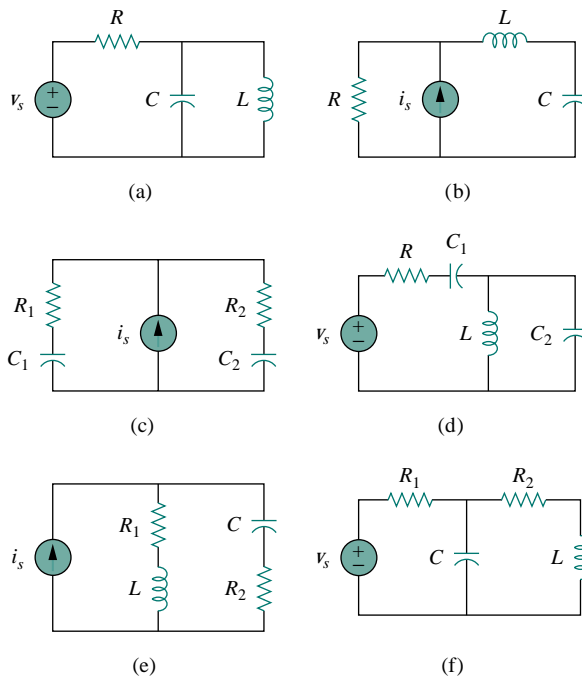 R
v_s
+
−
C
L
(a)
L
R
i_s
C
(b)
R_1
C_1
i_s
R_2
C_2
(c)
R
C_1
v_s
+
−
L
C_2
(d)
i_s
R_1
L
C
R_2
(e)
R_1
R_2
v_s
+
−
C
L
(f)